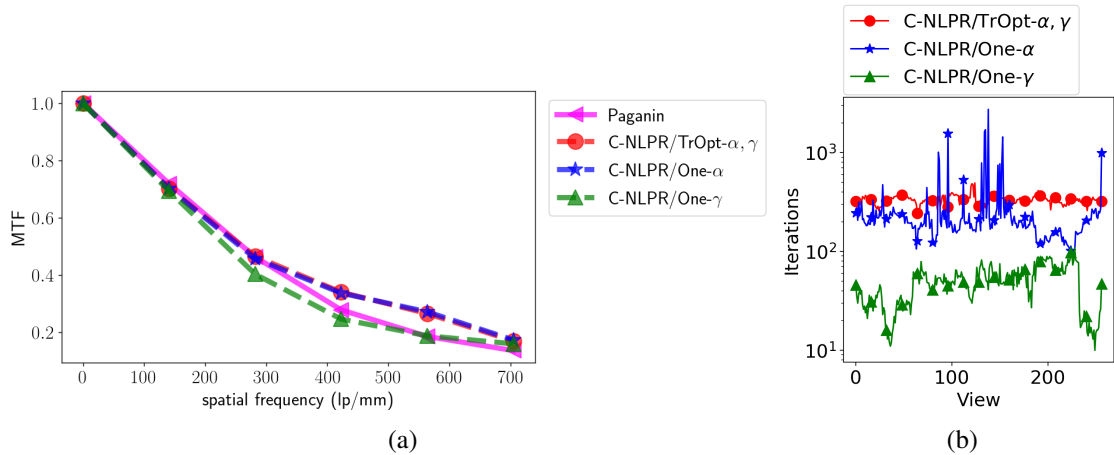 1.0
0.8
0.6
0.4
0.2
MTF
0 100 200 300 400 500 600 700
spatial frequency (lp/mm)
Paganin
C-NLPR/TrOpt-α, γ
C-NLPR/One-α
C-NLPR/One-γ
(a)
C-NLPR/TrOpt-α, γ
C-NLPR/One-α
C-NLPR/One-γ
10³
10²
10¹
Iterations
0 200
View
(b)